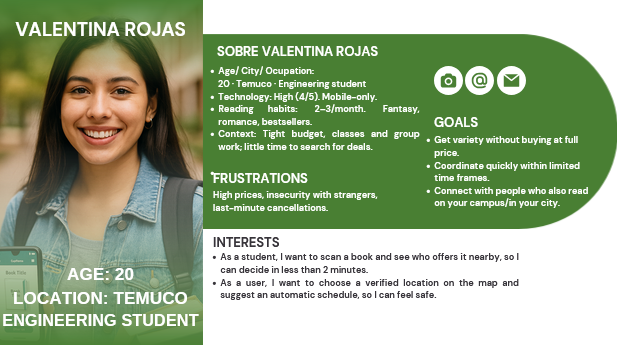 VALENTINA ROJAS
AGE: 20
LOCATION: TEMUCO
ENGINEERING STUDENT
SOBRE VALENTINA ROJAS
• Age/ City/ Ocupation:
20 · Temuco · Engineering student
• Technology: High (4/5). Mobile-only.
• Reading habits: 2–3/month. Fantasy,
romance, bestsellers.
• Context: Tight budget, classes and group
work; little time to search for deals.
FRUSTRATIONS
High prices, insecurity with strangers,
last-minute cancellations.
@
GOALS
• Get variety without buying at full
price.
• Coordinate quickly within limited
time frames.
• Connect with people who also read
on your campus/in your city.
INTERESTS
• As a student, I want to scan a book and see who offers it nearby, so I
can decide in less than 2 minutes.
• As a user, I want to choose a verified location on the map and
suggest an automatic schedule, so I can feel safe.